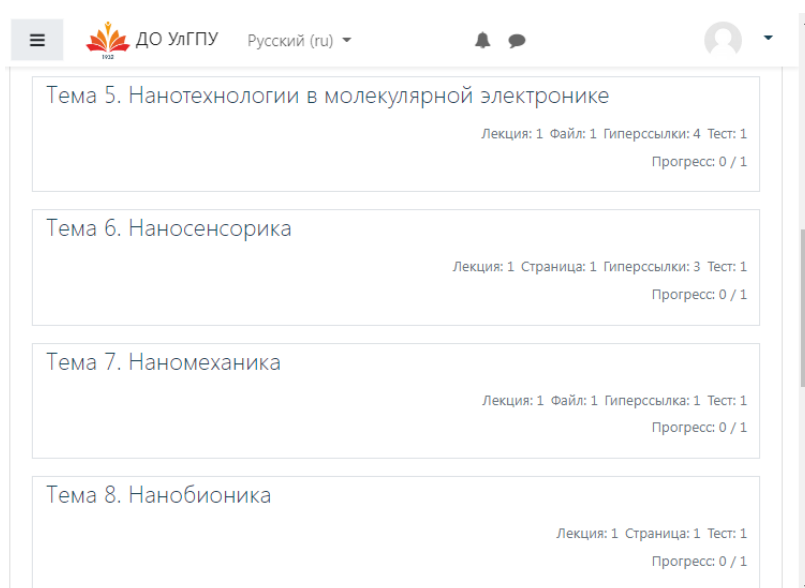 ДО УлГПУ Русский (ru)
1932
Тема 5. Нанотехнологии в молекулярной электронике
Лекция: 1 Файл: 1 Гиперссылки: 4 Тест: 1
Прогресс: 0 / 1
Тема 6. Наносенсорика
Лекция: 1 Страница: 1 Гиперссылки: 3 Тест: 1
Прогресс: 0 / 1
Тема 7. Наномеханика
Лекция: 1 Файл: 1 Гиперссылка: 1 Тест: 1
Прогресс: 0 / 1
Тема 8. Нанобионика
Лекция: 1 Страница: 1 Тест: 1
Прогресс: 0 / 1